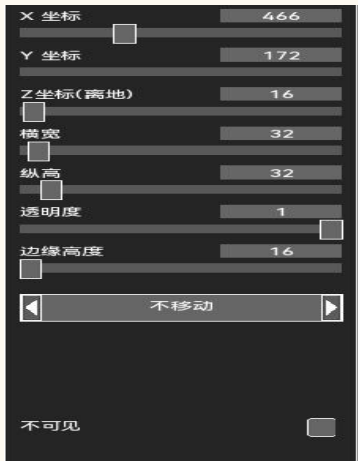 X 坐标 466
Y 坐标 172
Z坐标(离地) 16
横宽 32
纵高 32
透明度 1
边缘高度 16
不移动
不可见